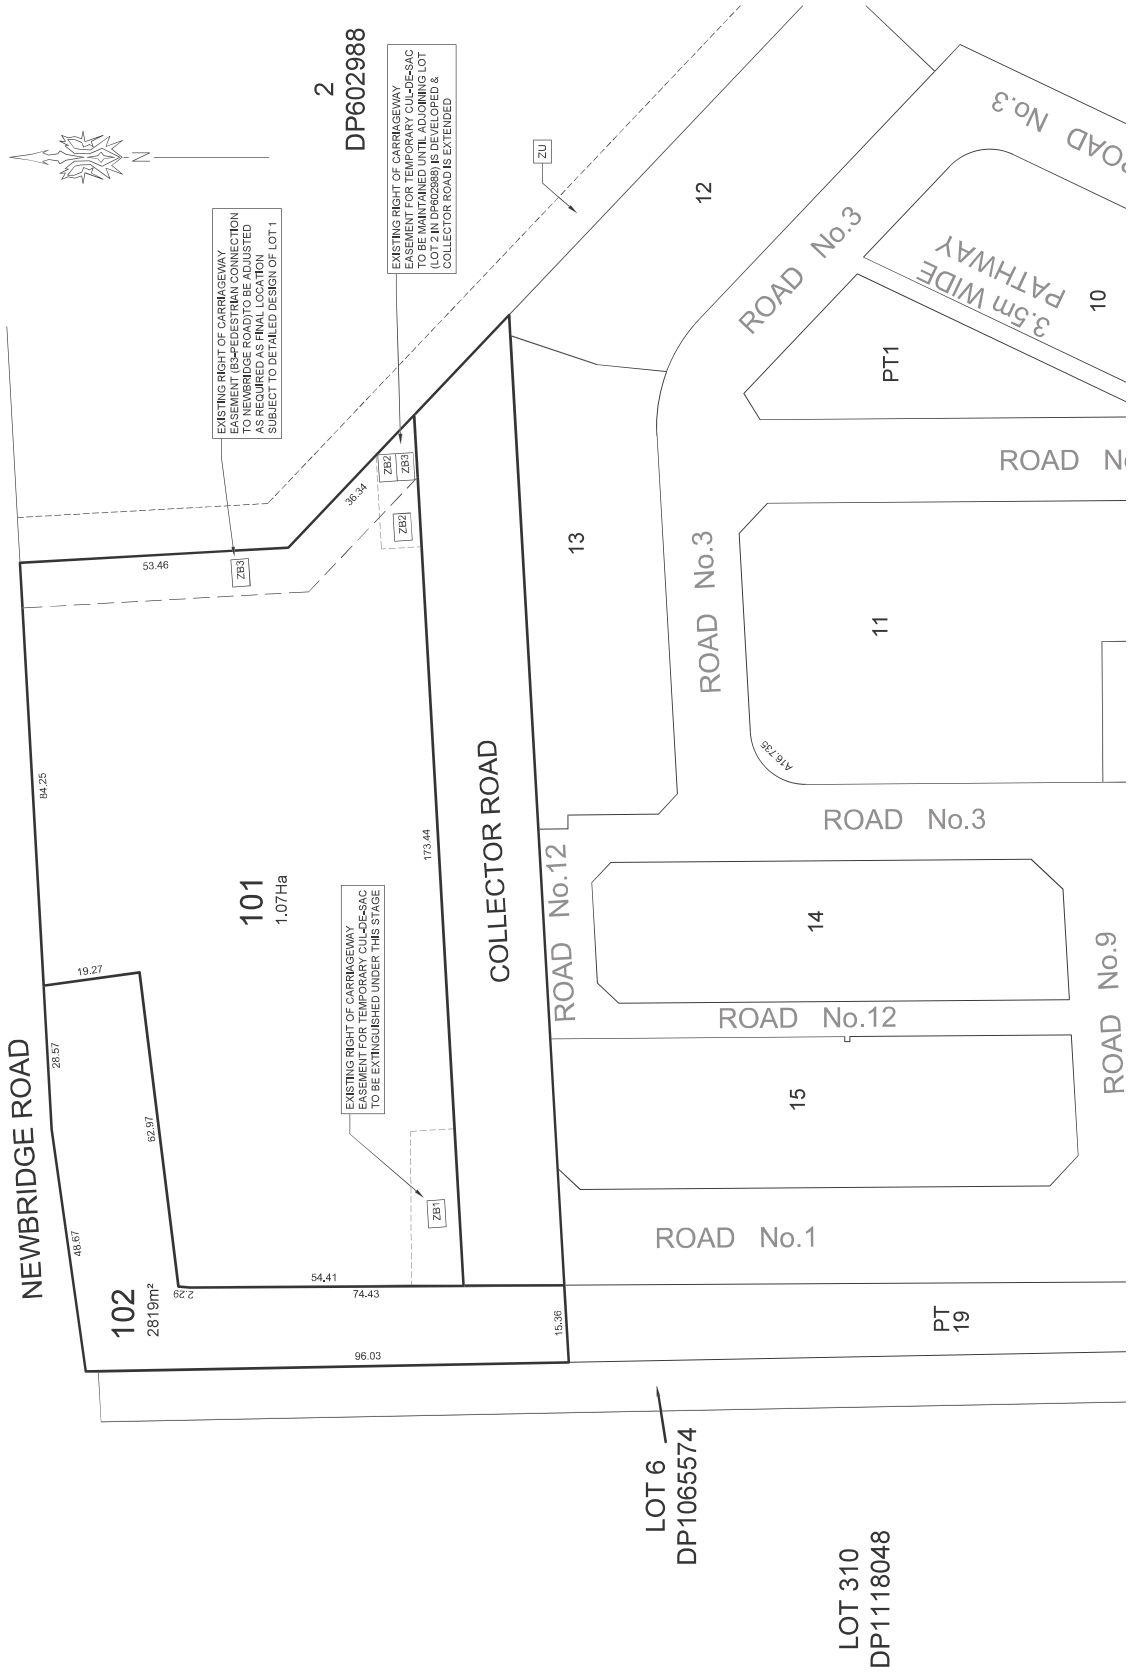 NEWBRIDGE ROAD
2
DP602988
EXISTING RIGHT OF CARRIAGEWAY
EASEMENT (B3-PEDESTRIAN CONNECTION
TO NEWBRIDGE ROAD)TO BE ADJUSTED
AS REQUIRED AS FINAL LOCATION
SUBJECT TO DETAILED DESIGN OF LOT 1
EXISTING RIGHT OF CARRIAGEWAY
EASEMENT FOR TEMPORARY CUL-DE-SAC
TO BE MAINTAINED UNTIL ADJOINING LOT
(LOT 2 IN DP602988) IS DEVELOPED &
COLLECTOR ROAD IS EXTENDED
N
ZU
48.67
28.57
84.25
19.27
53.46
ZB3
36.34
ZB2
ZB3
ZB2
102
2819m²
62.97
2.29
101
1.07Ha
54.41
74.43
EXISTING RIGHT OF CARRIAGEWAY
EASEMENT FOR TEMPORARY CUL-DE-SAC
TO BE EXTINGUISHED UNDER THIS STAGE
ZB1
173.44
96.03
15.36
COLLECTOR ROAD
ROAD No.12
13
12
ROAD No.3
ROAD No.3
ROAD No.3
3.5m WIDE
PATHWAY
10
PT1
ROAD No
11
A16.735
ROAD No.3
14
ROAD No.12
15
ROAD No.9
ROAD No.1
PT
19
LOT 6
DP1065574
LOT 310
DP1118048